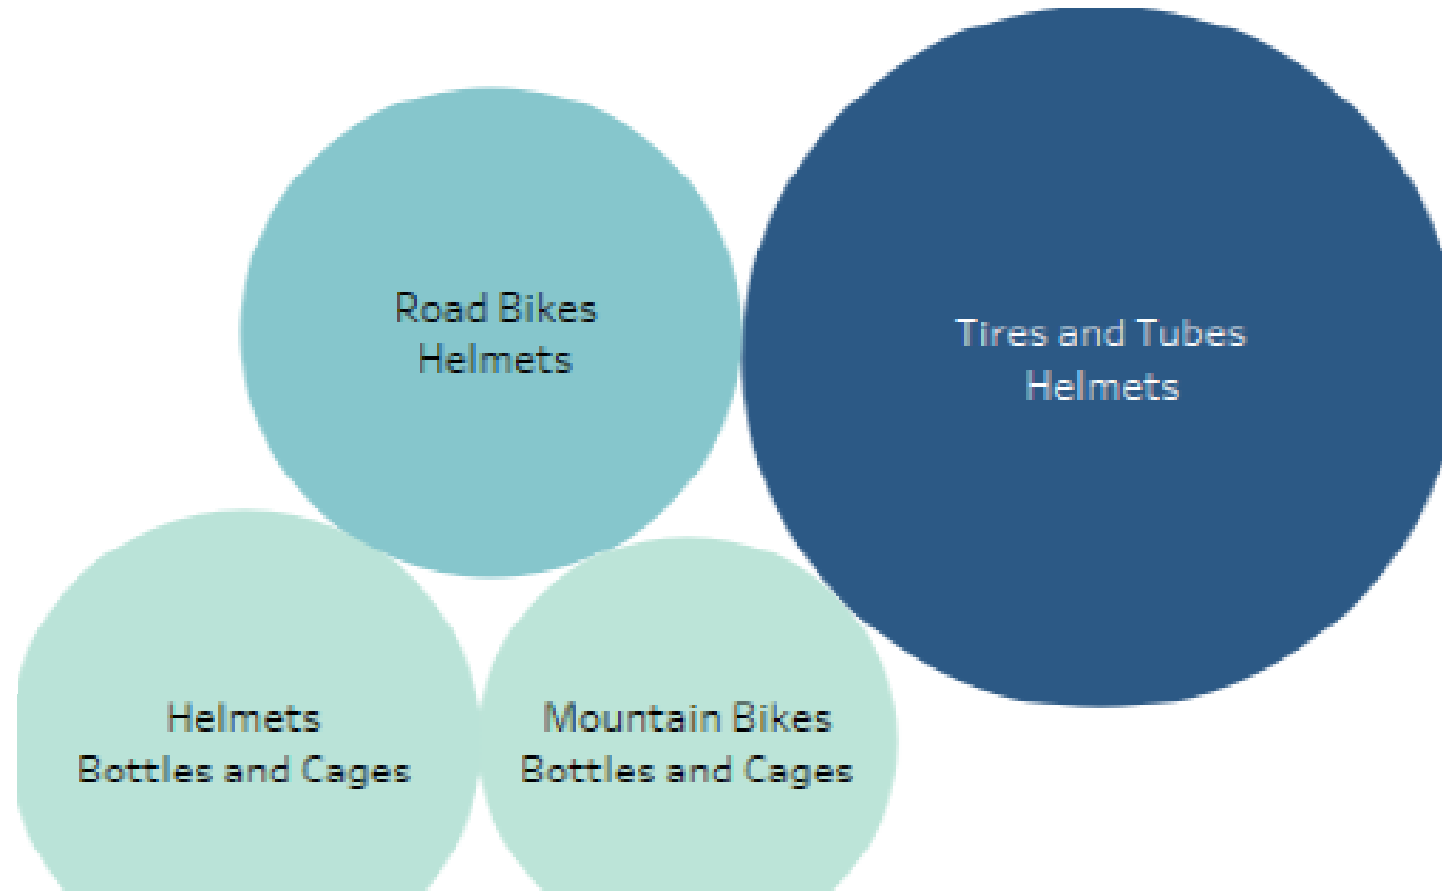 Road Bikes
Helmets
Tires and Tubes
Helmets
Helmets
Bottles and Cages
Mountain Bikes
Bottles and Cages